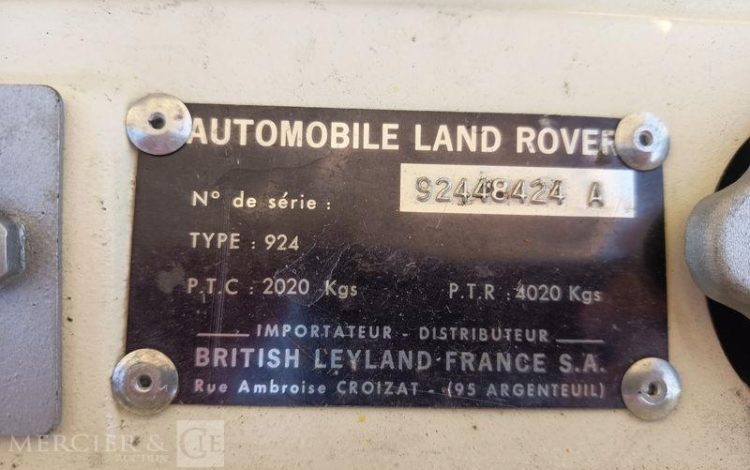 AUTOMOBILE LAND ROVER
N° de série : 92448424 A
TYPE : 924
P.T.C : 2020 Kgs P.T.R : 4020 Kgs
IMPORTATEUR - DISTRIBUTEUR
BRITISH LEYLAND FRANCE S.A.
Rue Ambroise CROIZAT - (95 ARGENTEUIL)
MERCIER & CIE
AUCTION